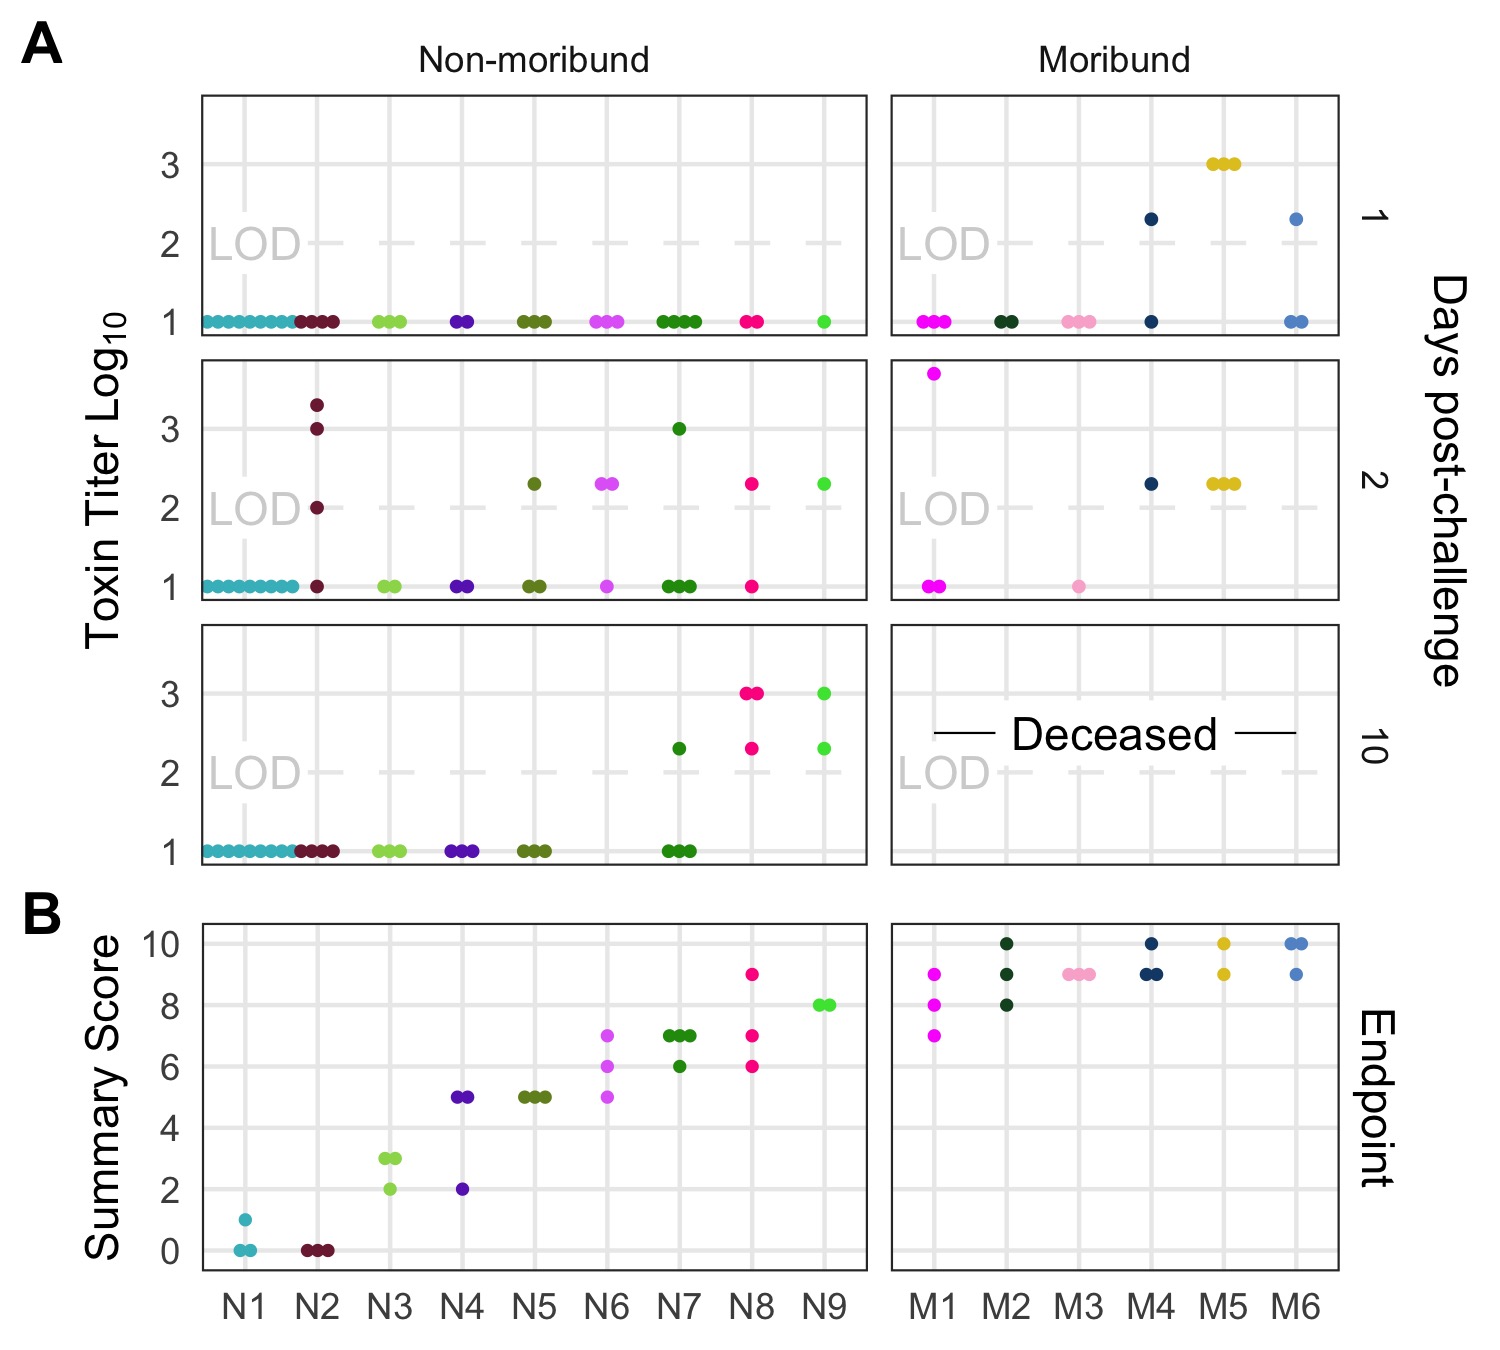 A
Non-moribund
Moribund
Toxin Titer Log10
3
2
1
LOD
LOD
1
3
2
1
LOD
LOD
2
3
2
1
LOD
Deceased
LOD
10
Days post-challenge
B
Summary Score
10
8
6
4
2
0
Endpoint
N1 N2 N3 N4 N5 N6 N7 N8 N9 M1 M2 M3 M4 M5 M6